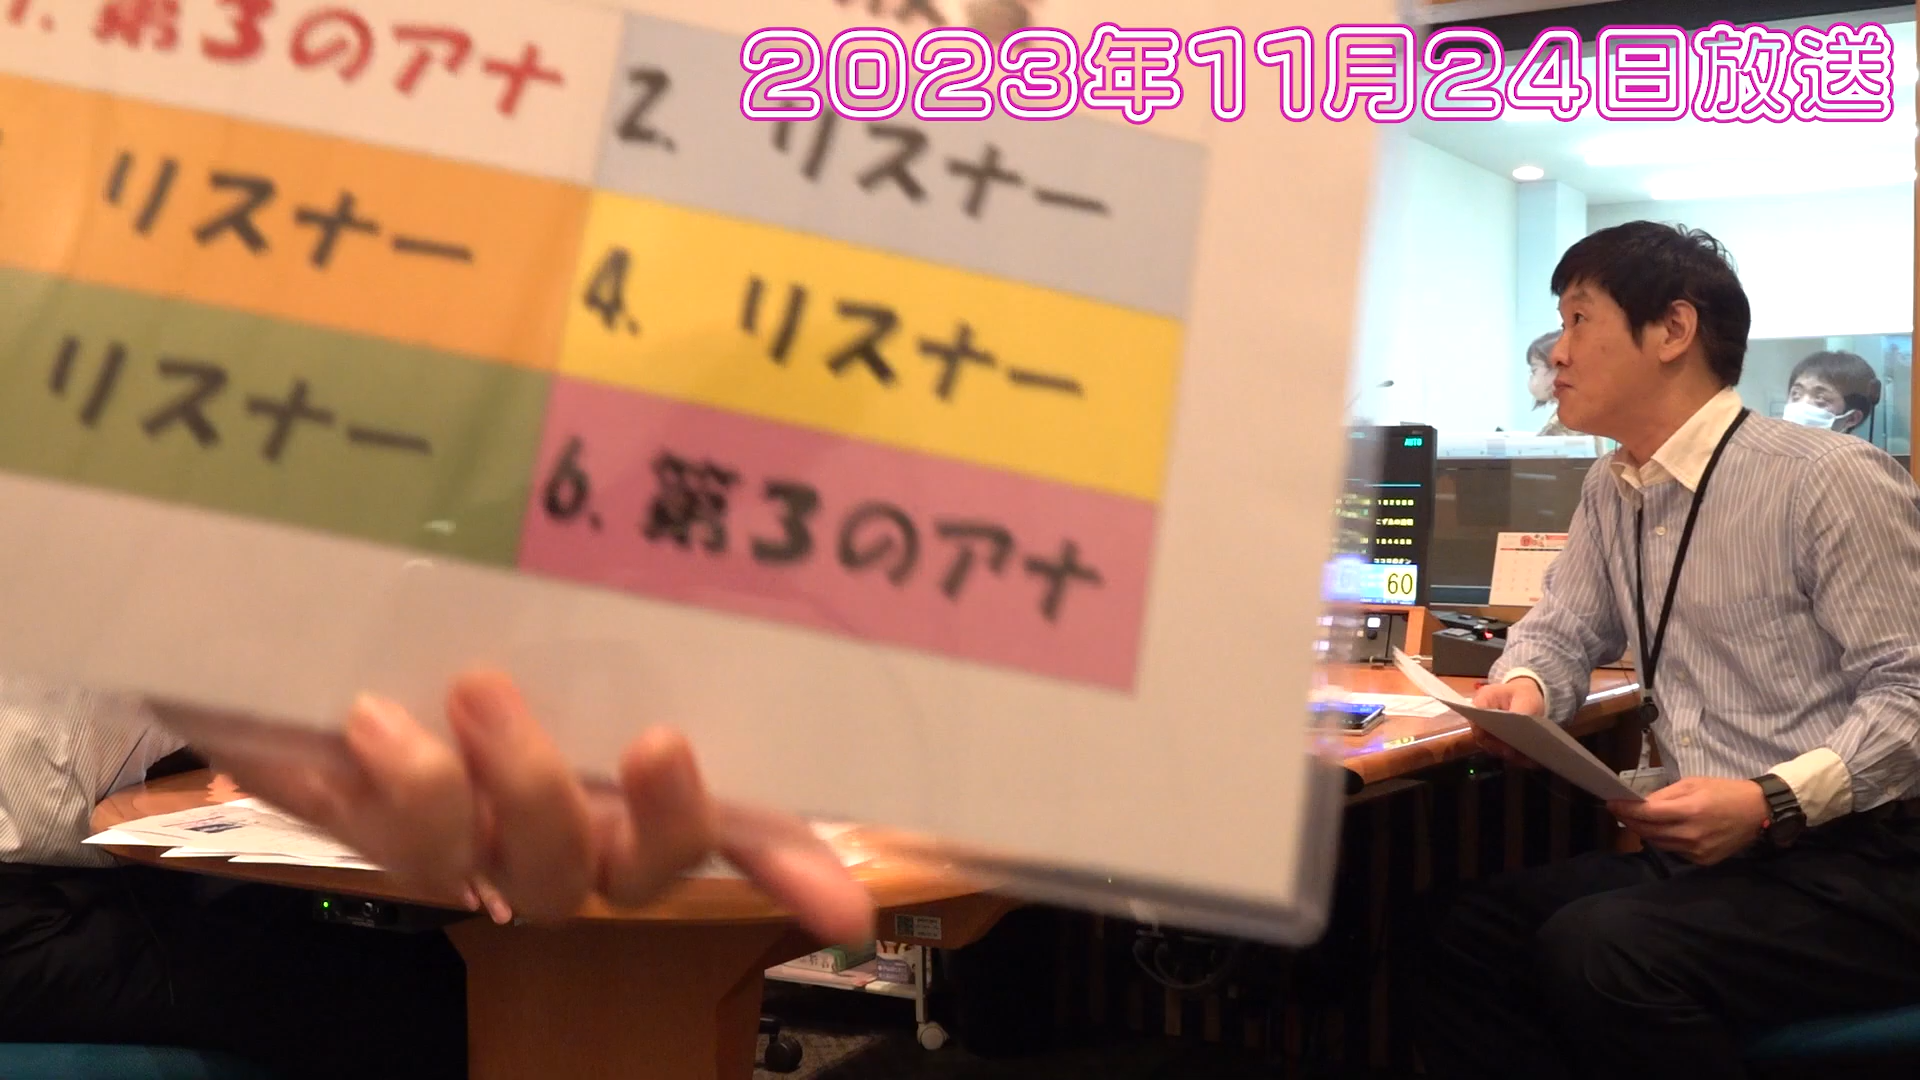 2023年11月24日放送
1. 第3のアナ
2. リスナー
リスナー
4. リスナー
リスナー
6. 第3のアナ
AUTO
60